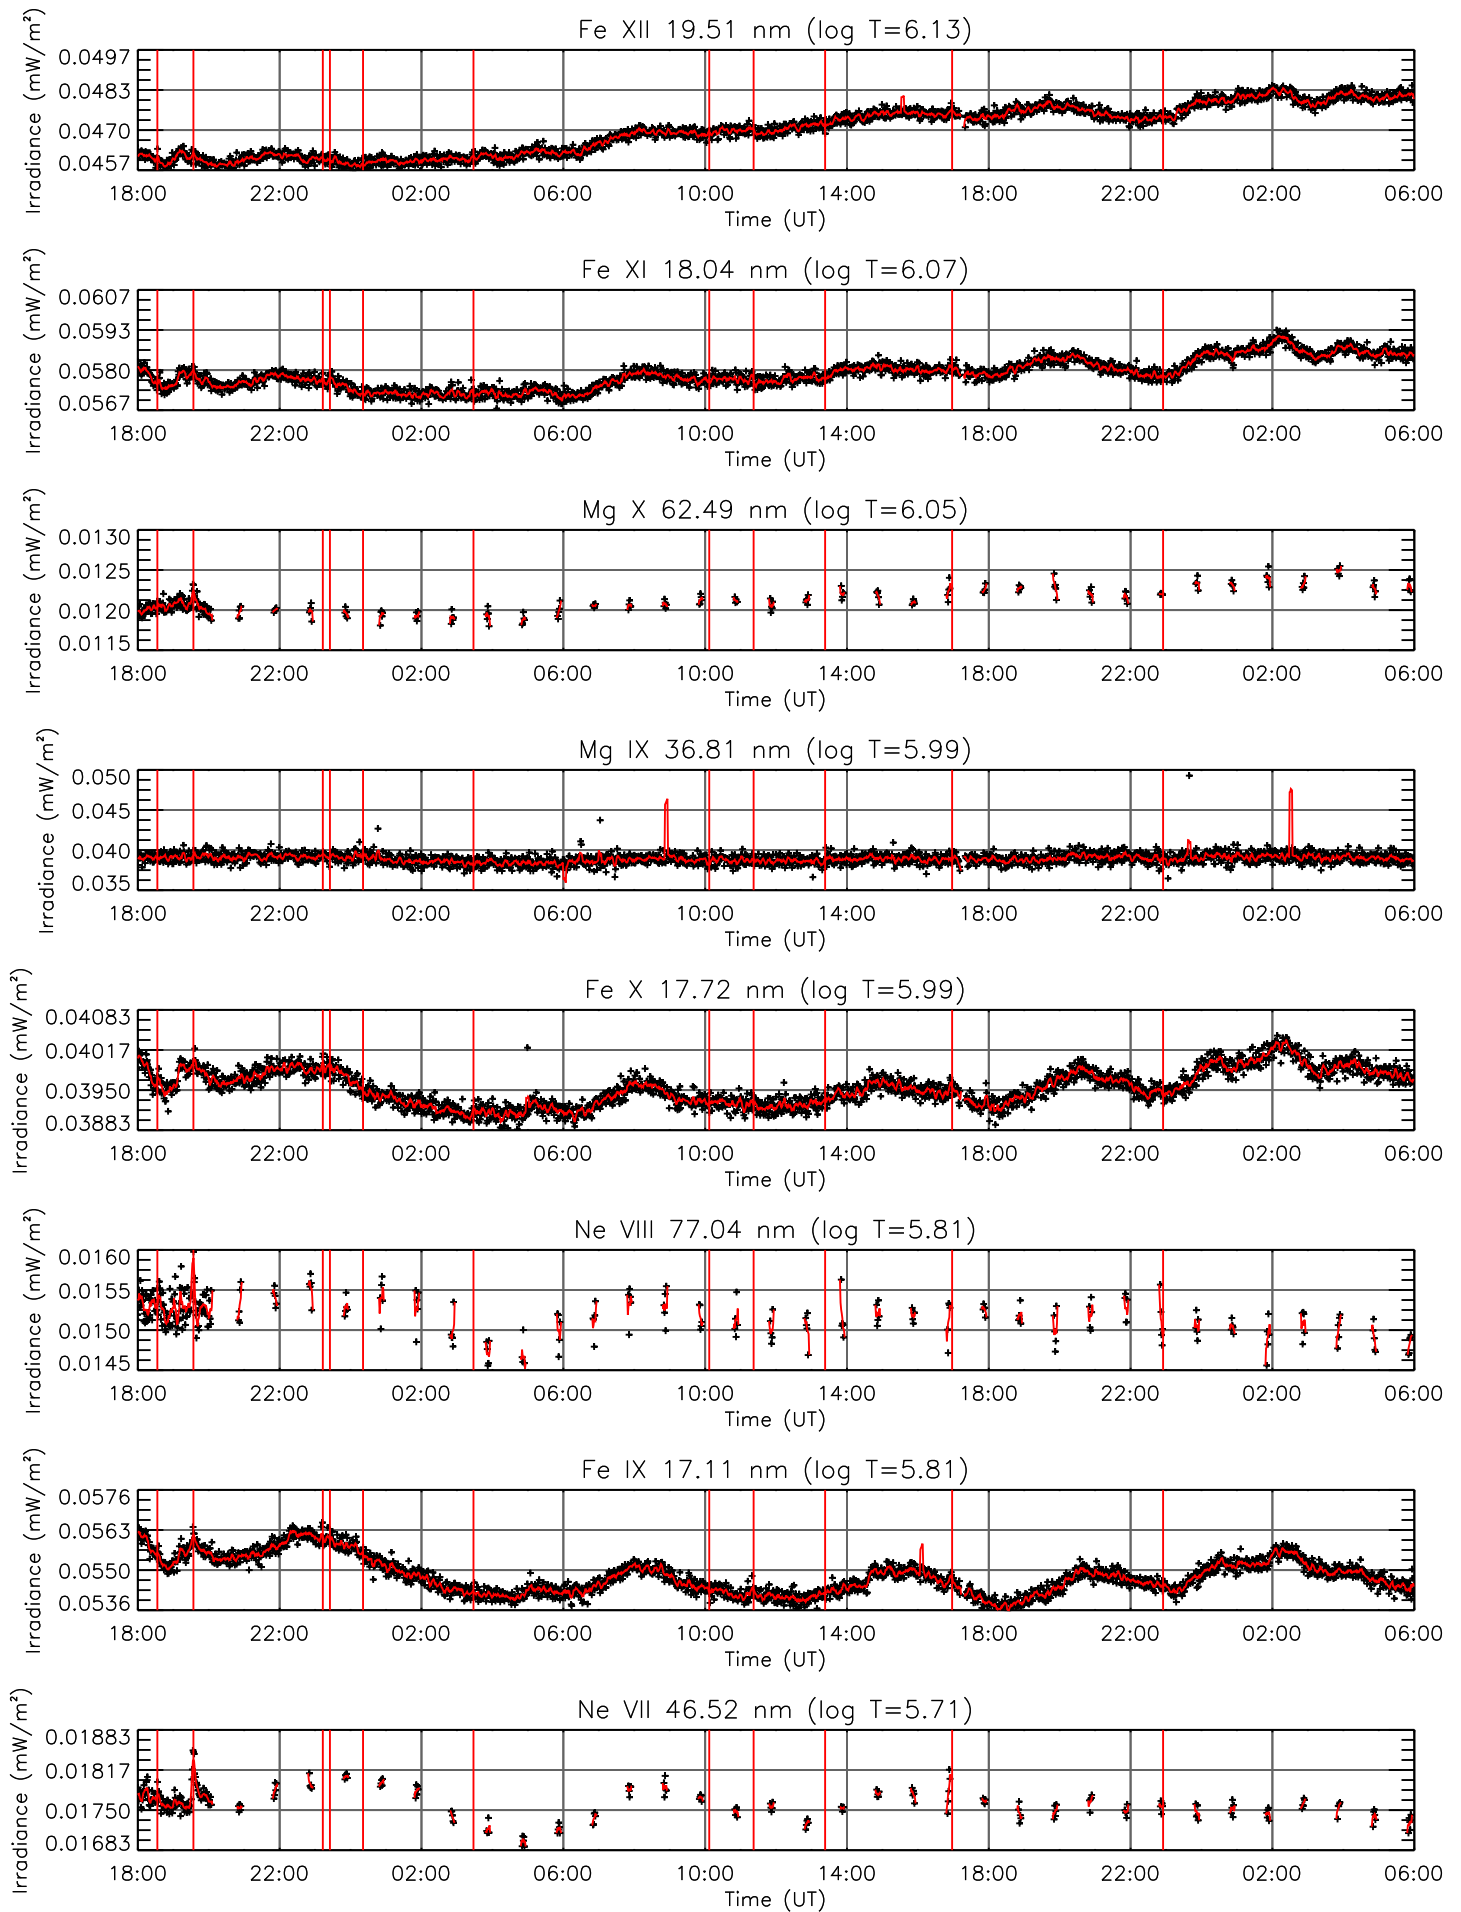 Fe XII 19.51 nm (log T=6.13)
Irradiance (mW/m²)
0.0497
0.0483
0.0470
0.0457
18:00 22:00 02:00 06:00 10:00 14:00 18:00 22:00 02:00 06:00
Time (UT)
Fe XI 18.04 nm (log T=6.07)
Irradiance (mW/m²)
0.0607
0.0593
0.0580
0.0567
18:00 22:00 02:00 06:00 10:00 14:00 18:00 22:00 02:00 06:00
Time (UT)
Mg X 62.49 nm (log T=6.05)
Irradiance (mW/m²)
0.0130
0.0125
0.0120
0.0115
18:00 22:00 02:00 06:00 10:00 14:00 18:00 22:00 02:00 06:00
Time (UT)
Mg IX 36.81 nm (log T=5.99)
Irradiance (mW/m²)
0.050
0.045
0.040
0.035
18:00 22:00 02:00 06:00 10:00 14:00 18:00 22:00 02:00 06:00
Time (UT)
Fe X 17.72 nm (log T=5.99)
Irradiance (mW/m²)
0.04083
0.04017
0.03950
0.03883
18:00 22:00 02:00 06:00 10:00 14:00 18:00 22:00 02:00 06:00
Time (UT)
Ne VIII 77.04 nm (log T=5.81)
Irradiance (mW/m²)
0.0160
0.0155
0.0150
0.0145
18:00 22:00 02:00 06:00 10:00 14:00 18:00 22:00 02:00 06:00
Time (UT)
Fe IX 17.11 nm (log T=5.81)
Irradiance (mW/m²)
0.0576
0.0563
0.0550
0.0536
18:00 22:00 02:00 06:00 10:00 14:00 18:00 22:00 02:00 06:00
Time (UT)
Ne VII 46.52 nm (log T=5.71)
Irradiance (mW/m²)
0.01883
0.01817
0.01750
0.01683
18:00 22:00 02:00 06:00 10:00 14:00 18:00 22:00 02:00 06:00
Time (UT)